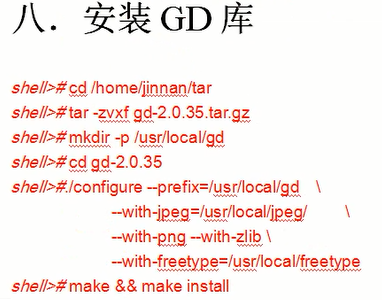 八．安装 GD 库
shell># cd /home/jinnan/tar
shell># tar -zvxf gd-2.0.35.tar.gz
shell># mkdir -p /usr/local/gd
shell># cd gd-2.0.35
shell>#./configure --prefix=/usr/local/gd \
--with-jpeg=/usr/local/jpeg/ \
--with-png --with-zlib \
--with-freetype=/usr/local/freetype
shell># make && make install